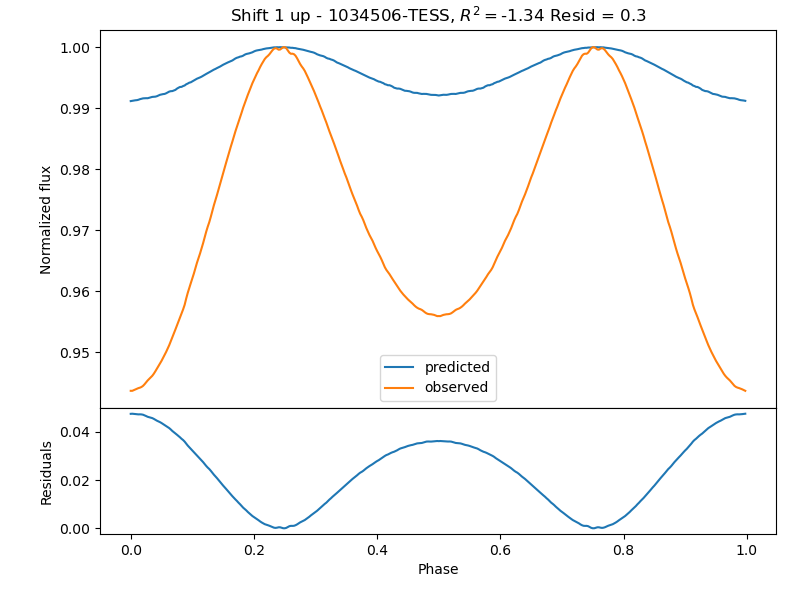 Shift 1 up - 1034506-TESS, $R^2$ = -1.34 Resid = 0.3
1.00
0.99
0.98
0.97
0.96
0.95
Normalized flux
predicted
observed
0.04
0.02
0.00
Residuals
0.0 0.2 0.4 0.6 0.8 1.0
Phase